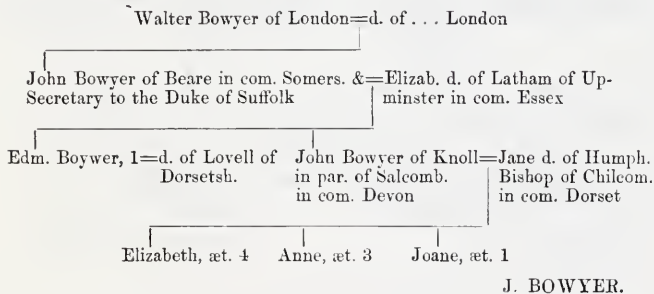 Walter Bowyer of London=d. of . . . London
John Bowyer of Beare in com. Somers. &=Elizab. d. of Latham of Up-
Secretary to the Duke of Suffolk minster in com. Essex
Edm. Boywer, 1=d. of Lovell of John Bowyer of Knoll=Jane d. of Humph.
Dorsetsh. in par. of Salcomb. Bishop of Chilcom.
in com. Devon in com. Dorset
Elizabeth, æt. 4 Anne, æt. 3 Joane, æt. 1
J. BOWYER.